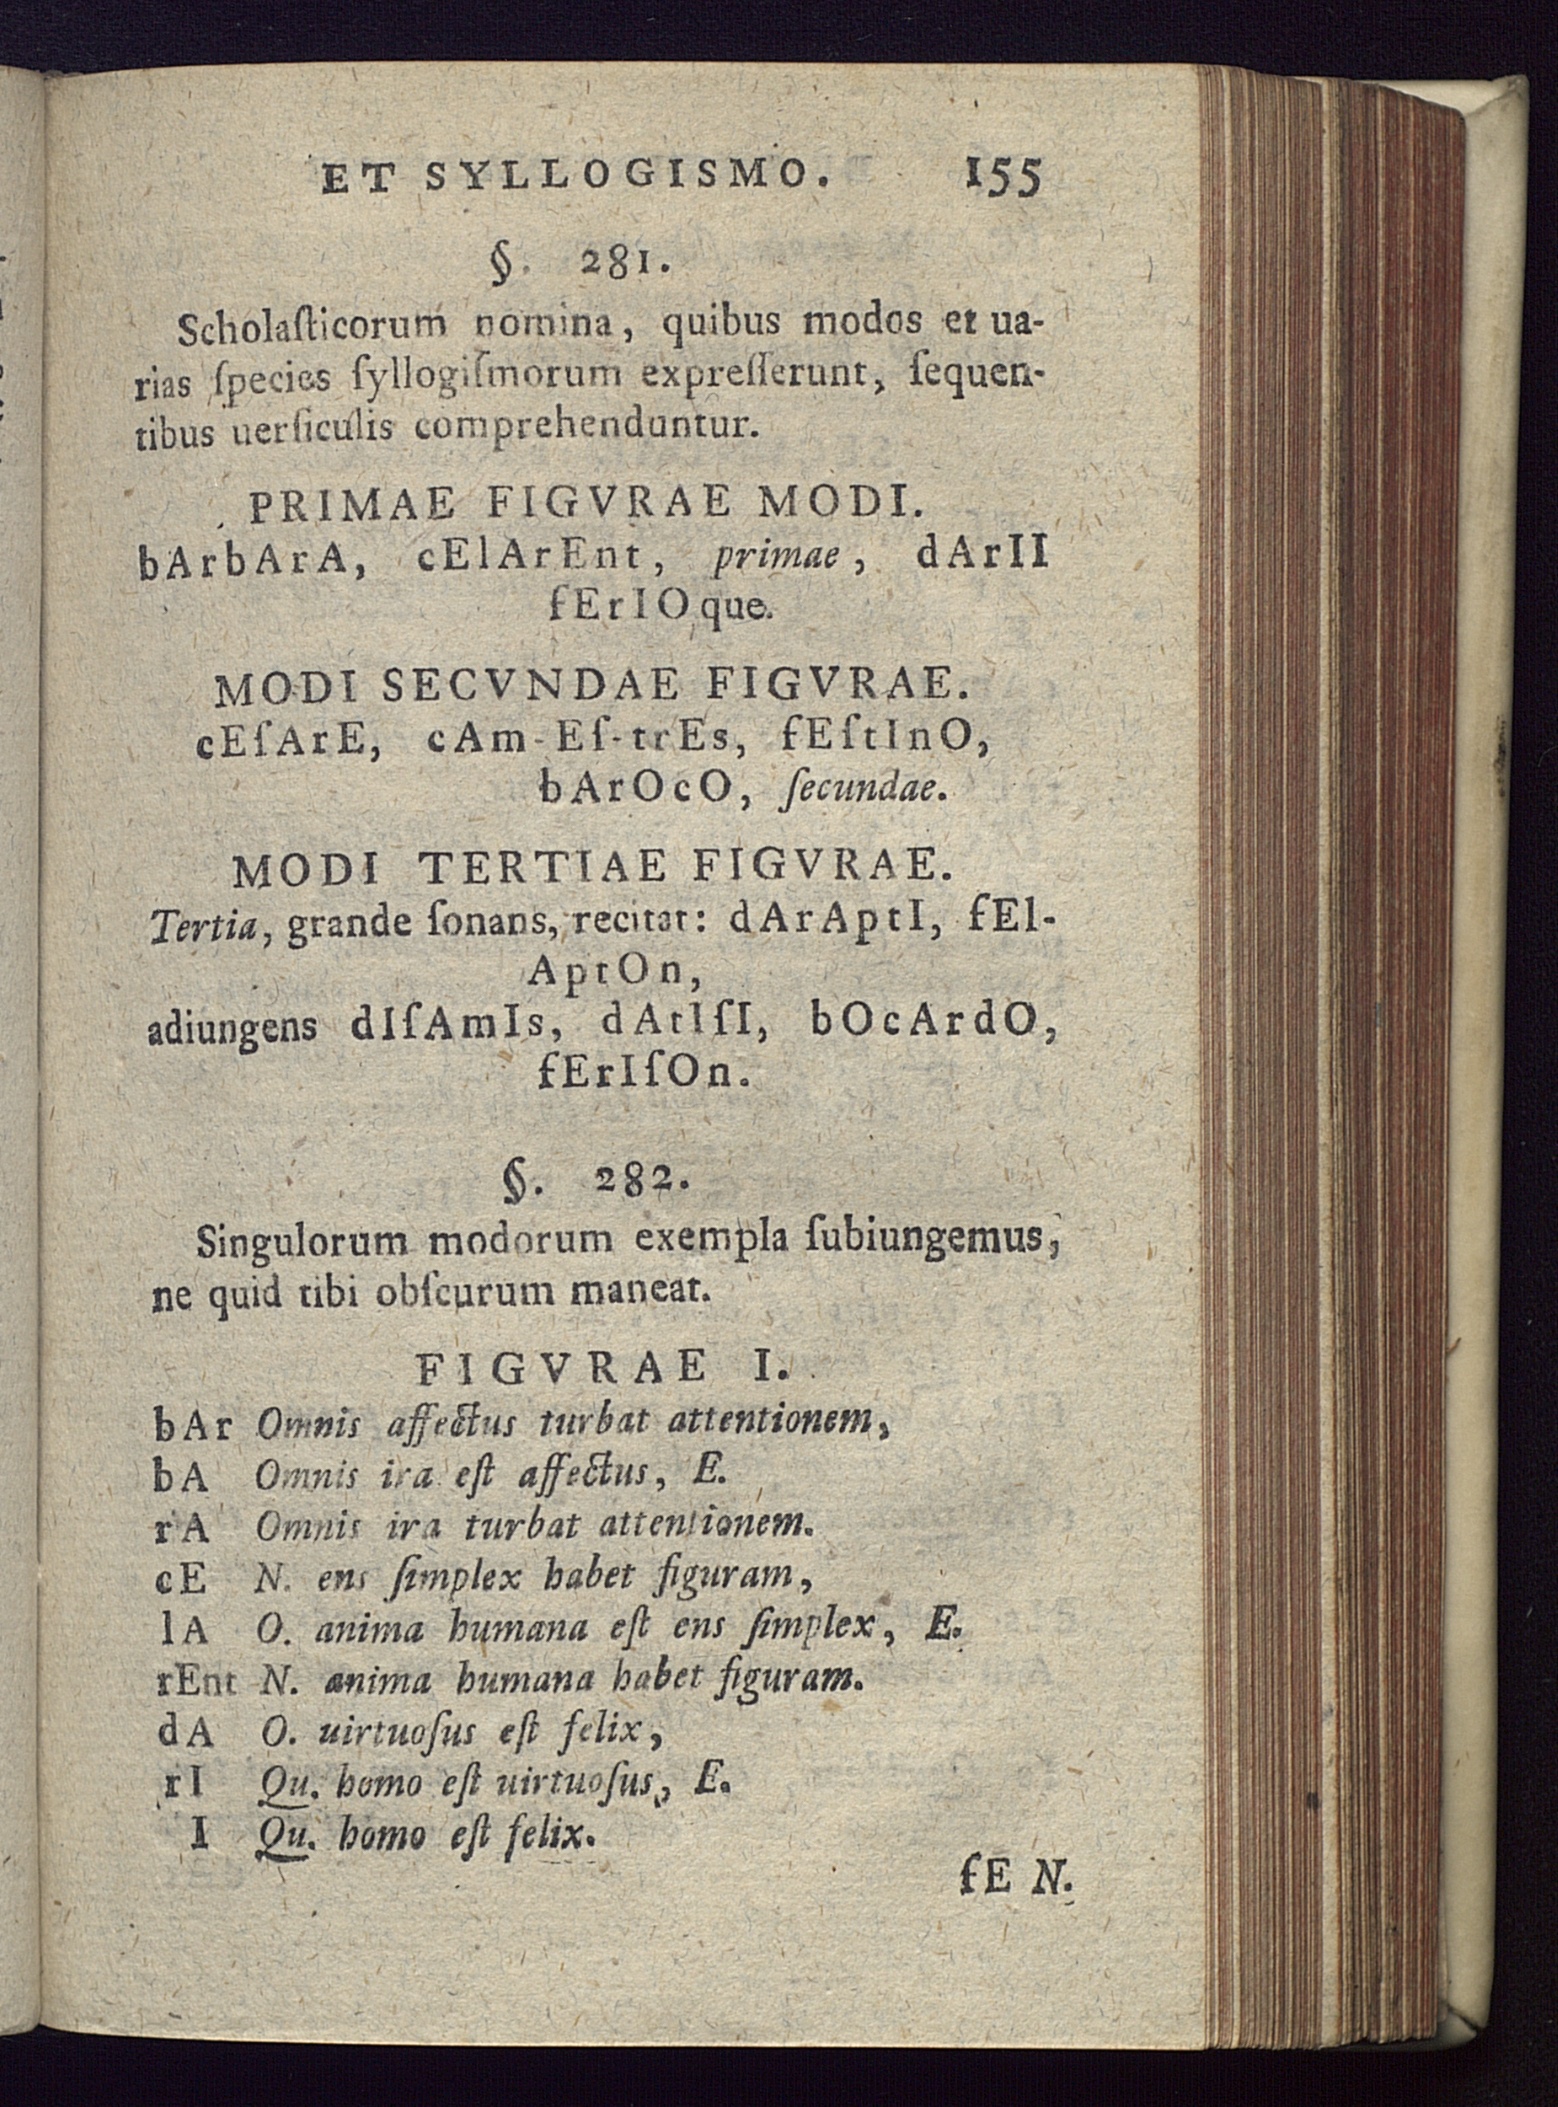 ET SYLLOGISMO. 155
§. 281.
Scholaſticorum nomina, quibus modos et ua-
rias ſpecies ſyllogiſmorum expreſſerunt, ſequen-
tibus uerſiculis comprehenduntur.
PRIMAE FIGVRAE MODI.
bArbArA, cElArEnt, primae, dArII
fErIOque.
MODI SECVNDAE FIGVRAE.
cEſArE, cAm-Eſ-trEs, fEſtInO,
bArOcO, ſecundae.
MODI TERTIAE FIGVRAE.
Tertia, grande ſonans, recitat: dArAptI, fEl-
AptOn,
adiungens dIſAmIs, dAtIſI, bOcArdO,
fErIſOn.
§. 282.
Singulorum modorum exempla ſubiungemus,
ne quid tibi obſcurum maneat.
FIGVRAE I.
bAr Omnis affectus turbat attentionem,
bA Omnis ira eſt affectus, E.
rA Omnis ira turbat attentionem.
cE N. ens ſimplex habet figuram,
lA O. anima humana eſt ens ſimplex, E.
rEnt N. anima humana habet figuram.
dA O. uirtuoſus eſt felix,
rI Qu. homo eſt uirtuoſus, E.
I Qu. homo eſt felix.
fE N.